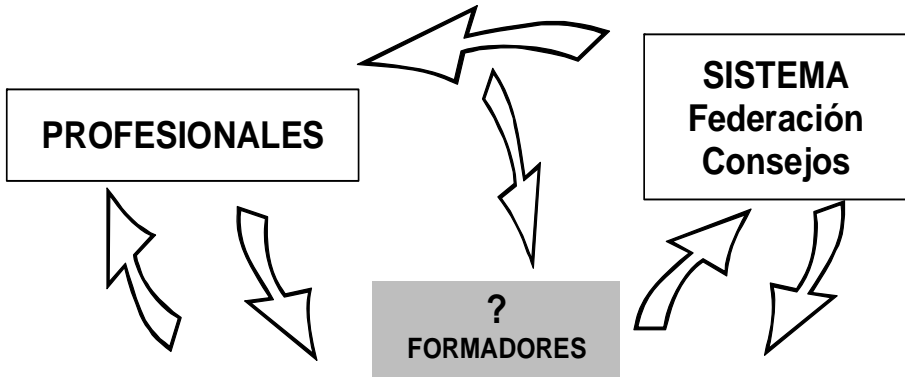 PROFESIONALES
SISTEMA
Federación
Consejos
?
FORMADORES